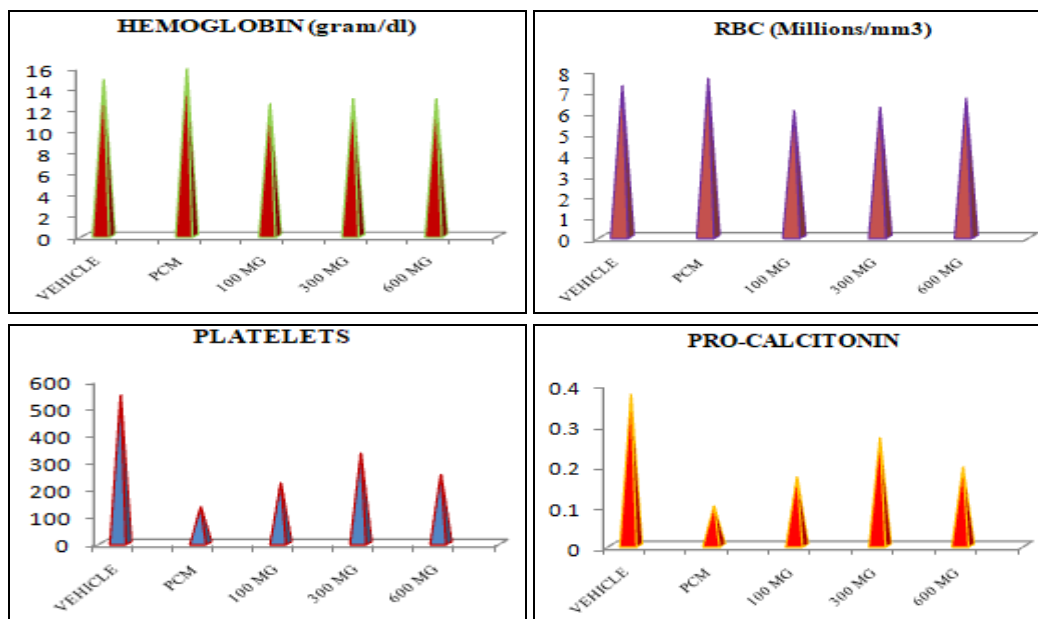 HEMOGLOBIN (gram/dl)
16
14
12
10
8
6
4
2
0
VEHICLE
PCM
100 MG
300 MG
600 MG
RBC (Millions/mm3)
8
7
6
5
4
3
2
1
0
VEHICLE
PCM
100 MG
300 MG
600 MG
PLATELETS
600
500
400
300
200
100
0
VEHICLE
PCM
100 MG
300 MG
600 MG
PRO-CALCITONIN
0.4
0.3
0.2
0.1
0
VEHICLE
PCM
100 MG
300 MG
600 MG